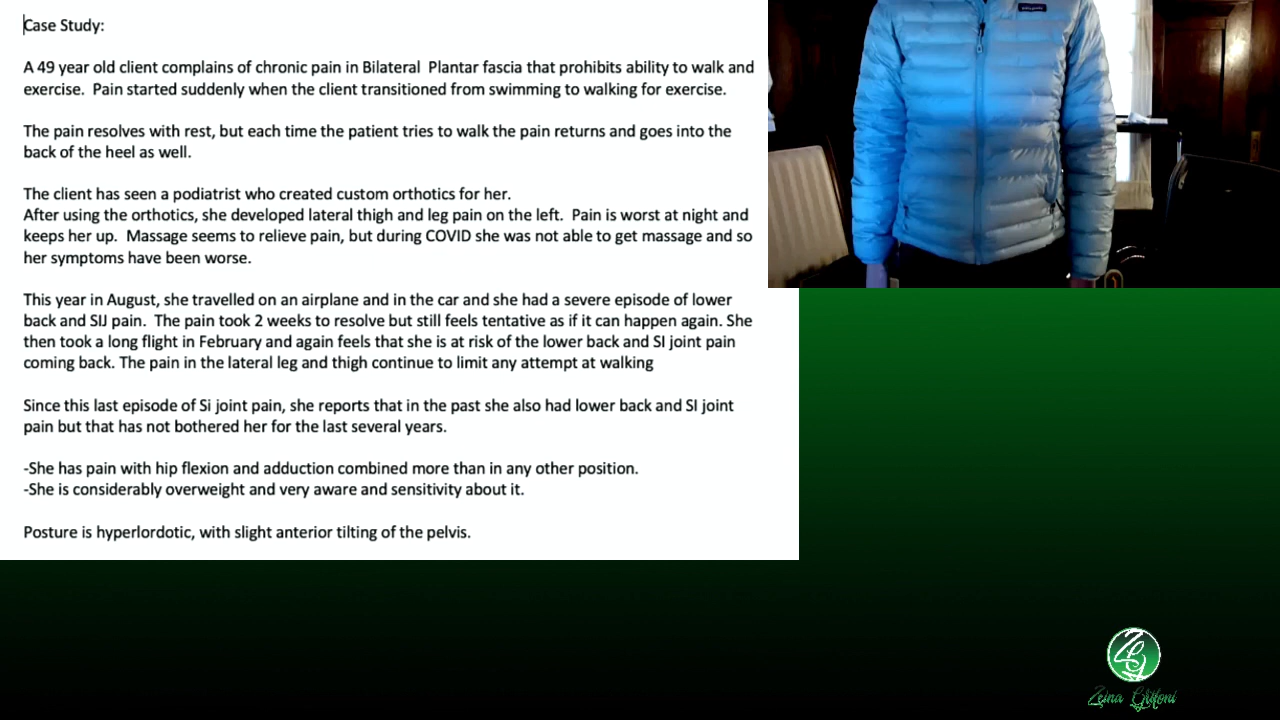 Case Study:
A 49 year old client complains of chronic pain in Bilateral Plantar fascia that prohibits ability to walk and
exercise. Pain started suddenly when the client transitioned from swimming to walking for exercise.
The pain resolves with rest, but each time the patient tries to walk the pain returns and goes into the
back of the heel as well.
The client has seen a podiatrist who created custom orthotics for her.
After using the orthotics, she developed lateral thigh and leg pain on the left. Pain is worst at night and
keeps her up. Massage seems to relieve pain, but during COVID she was not able to get massage and so
her symptoms have been worse.
This year in August, she travelled on an airplane and in the car and she had a severe episode of lower
back and SIJ pain. The pain took 2 weeks to resolve but still feels tentative as if it can happen again. She
then took a long flight in February and again feels that she is at risk of the lower back and SI joint pain
coming back. The pain in the lateral leg and thigh continue to limit any attempt at walking
Since this last episode of Si joint pain, she reports that in the past she also had lower back and SI joint
pain but that has not bothered her for the last several years.
-She has pain with hip flexion and adduction combined more than in any other position.
-She is considerably overweight and very aware and sensitivity about it.
Posture is hyperlordotic, with slight anterior tilting of the pelvis.
ZG
Zeina Grifoni